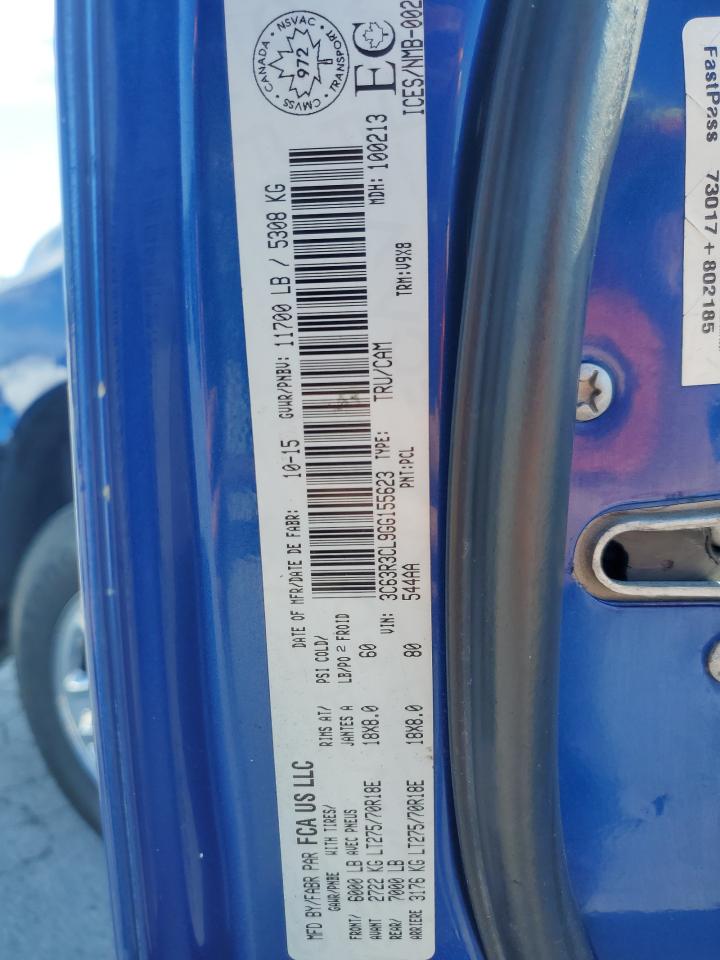 MFD BY/FABR PAR FCA US LLC
DATE OF MFR/DATE DE FABR: 10-15
GVWR/PNBV: 11700 LB / 5308 KG
GAWR/PNBE
WITH TIRES/
AVEC PNEUS
RIMS AT/
JANTES A
PSI COLD/
LB/PO 2 FROID
FRONT/ 6000 LB
AVANT 2722 KG LT275/70R18E 18X8.0 60
REAR/ 7000 LB
ARRIERE 3176 KG LT275/70R18E 18X8.0 80
VIN: 3C63R3CL9GG155623 TYPE: TRU/CAM
MDH: 100213
544AA PNT:PCL TRM:V9X8
CANADA · NSVAC · TRANSPORT · CMVSS
972
EC
ICES/NMB-002
FastPass 73017 + 802185